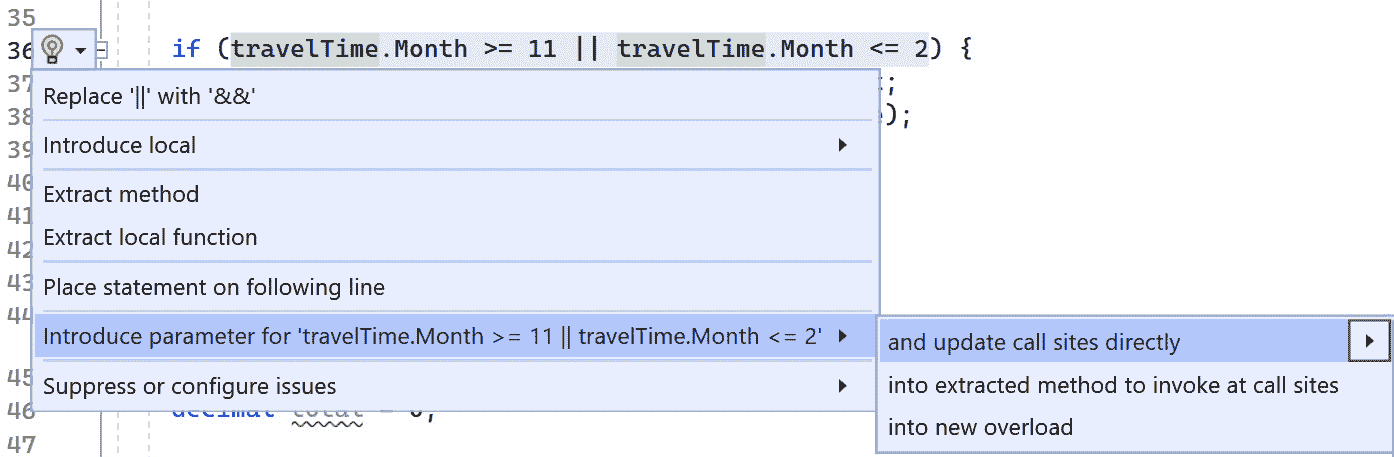 35
36 if (travelTime.Month >= 11 || travelTime.Month <= 2) {
37 ;
38 );
39
40
41
42
43
44
45
46 decimal total = 0;
47
Replace '||' with '&&'
Introduce local
Extract method
Extract local function
Place statement on following line
Introduce parameter for 'travelTime.Month >= 11 || travelTime.Month <= 2'
Suppress or configure issues
and update call sites directly
into extracted method to invoke at call sites
into new overload